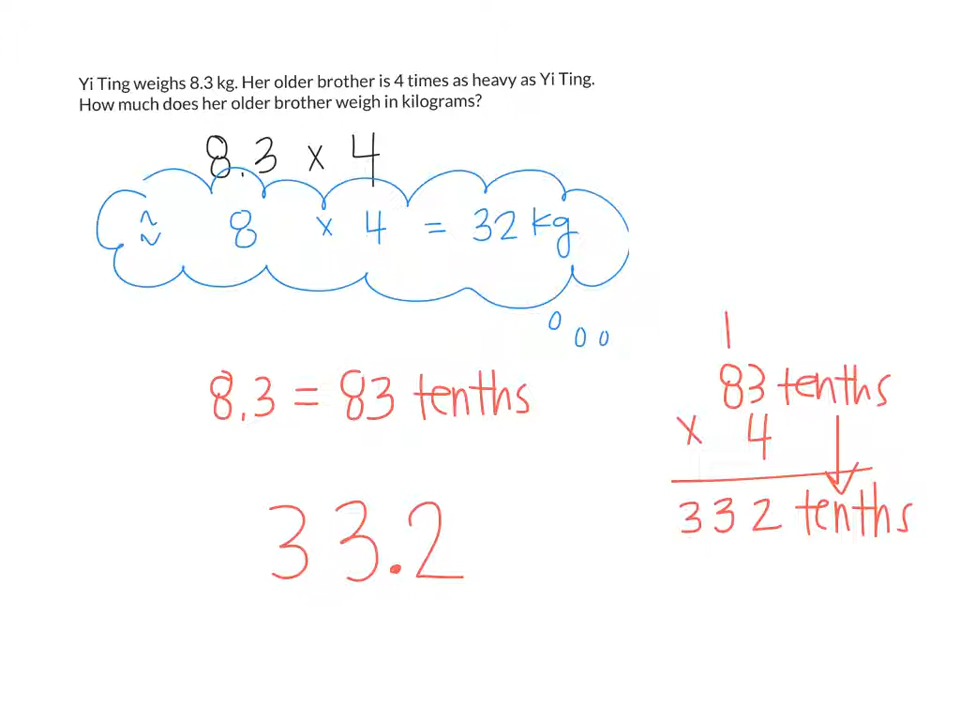 Yi Ting weighs 8.3 kg. Her older brother is 4 times as heavy as Yi Ting.
How much does her older brother weigh in kilograms?
8.3 x 4
≈ 8 x 4 = 32 kg
8.3 = 83 tenths
33.2
1
83 tenths
x 4
332 tenths